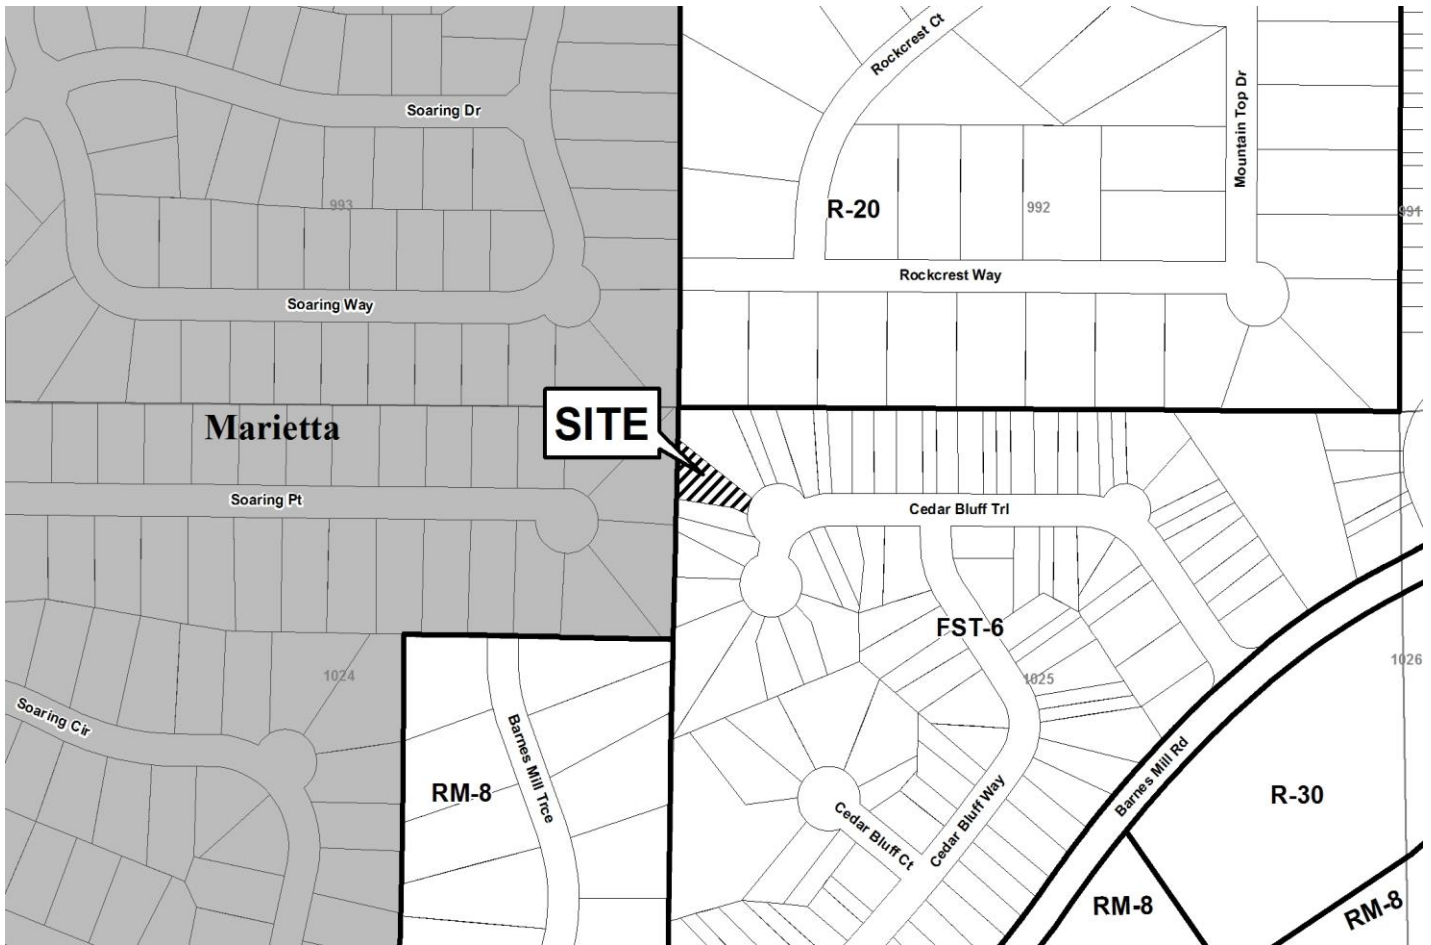 Rockcrest Ct
Soaring Dr
Mountain Top Dr
993
R-20
992
991
Rockcrest Way
Soaring Way
SITE
Marietta
Soaring Pt
Cedar Bluff Trl
FST-6
1024
1025
1026
Soaring Cir
Barnes Mill Trce
RM-8
Barnes Mill Rd
R-30
Cedar Bluff Way
Cedar Bluff Ct
RM-8
RM-8